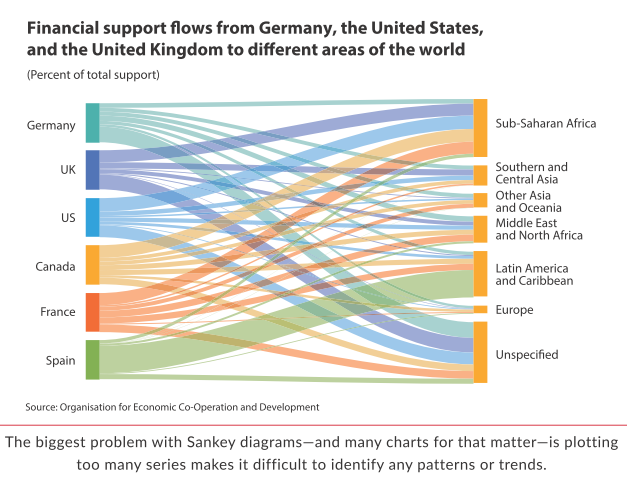 Financial support flows from Germany, the United States,
and the United Kingdom to different areas of the world
(Percent of total support)
Germany
UK
US
Canada
France
Spain
Sub-Saharan Africa
Southern and
Central Asia
Other Asia
and Oceania
Middle East
and North Africa
Latin America
and Caribbean
Europe
Unspecified
Source: Organisation for Economic Co-Operation and Development
The biggest problem with Sankey diagrams—and many charts for that matter—is plotting
too many series makes it difficult to identify any patterns or trends.